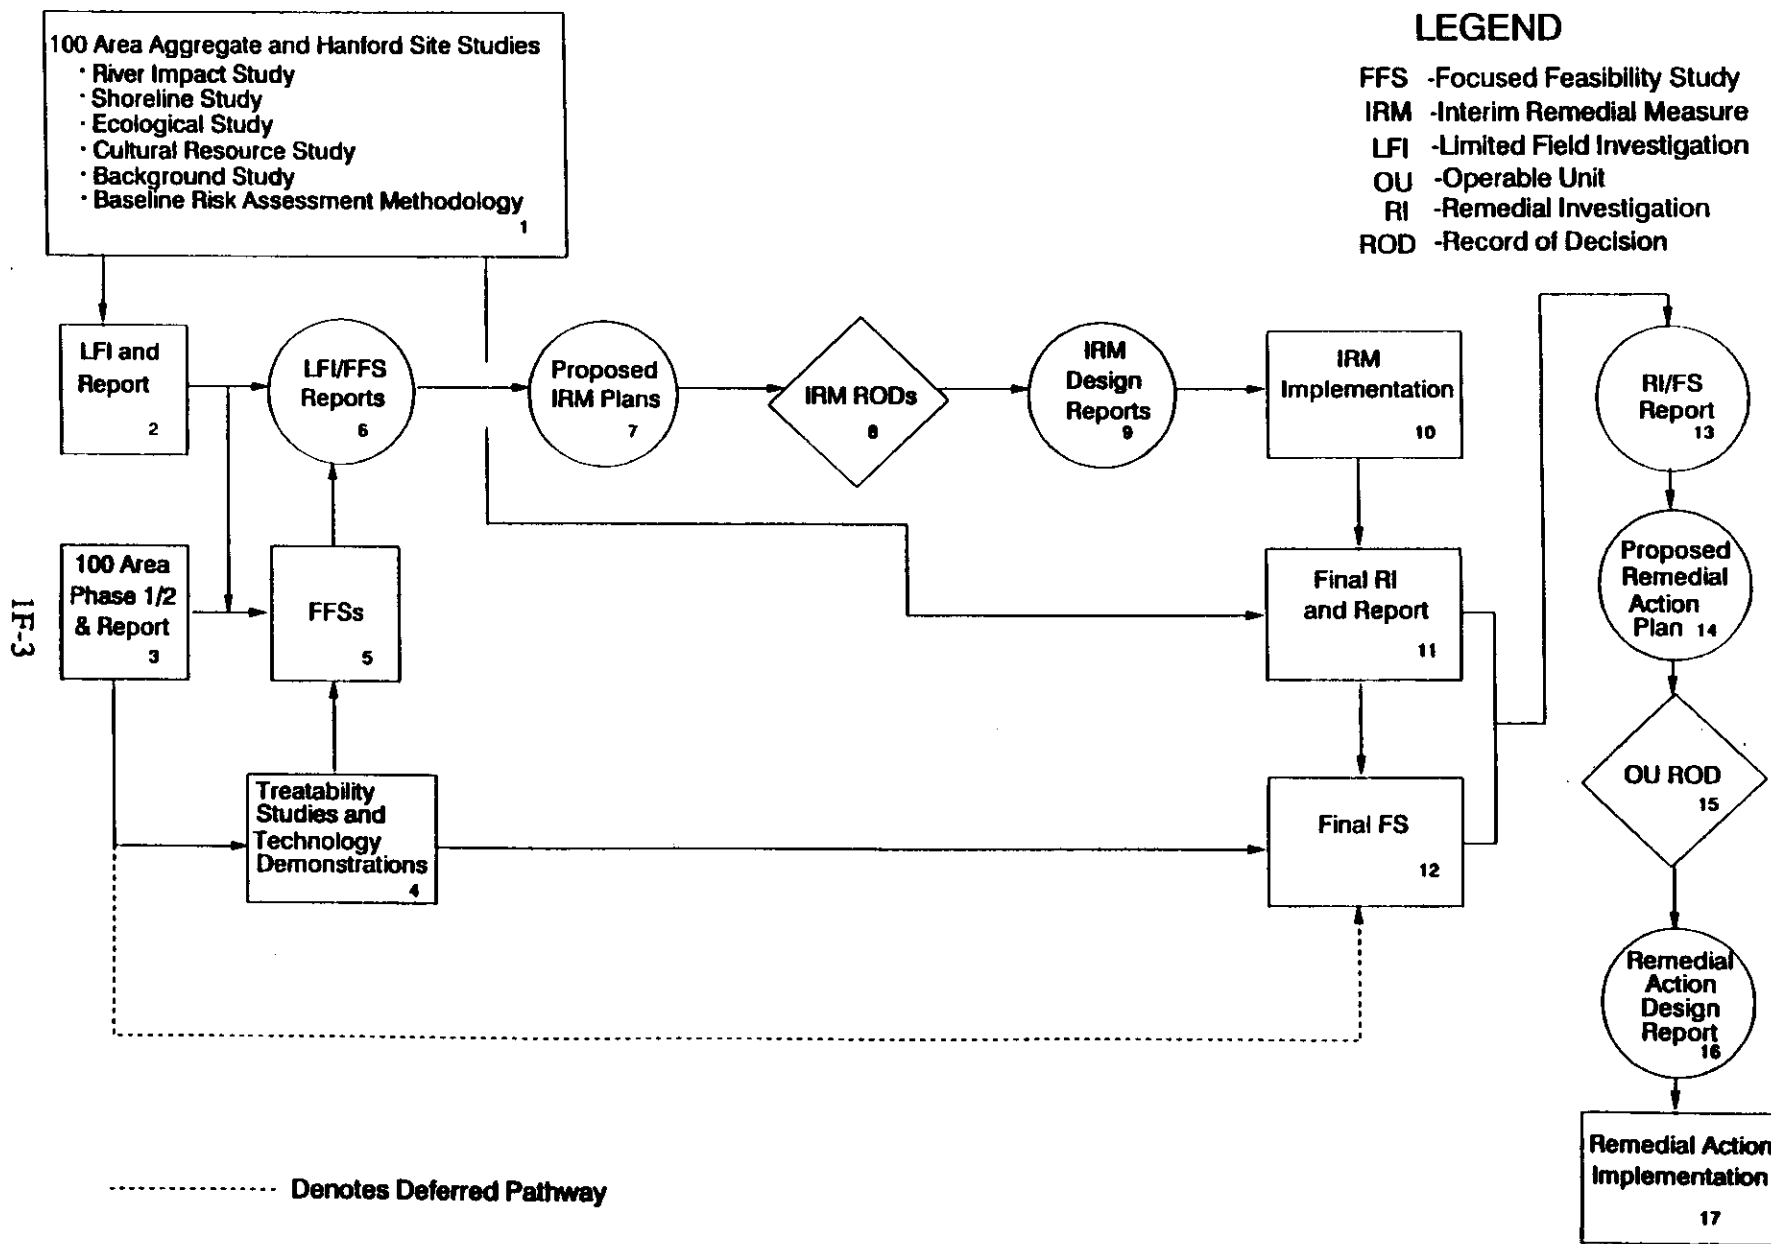 100 Area Aggregate and Hanford Site Studies
· River Impact Study
· Shoreline Study
· Ecological Study
· Cultural Resource Study
· Background Study
· Baseline Risk Assessment Methodology
1
LEGEND
FFS -Focused Feasibility Study
IRM -Interim Remedial Measure
LFI -Limited Field Investigation
OU -Operable Unit
RI -Remedial Investigation
ROD -Record of Decision
LFI and
Report
2
LFI/FFS
Reports
6
Proposed
IRM Plans
7
IRM RODs
8
IRM
Design
Reports
9
IRM
Implementation
10
RI/FS
Report
13
100 Area
Phase 1/2
& Report
3
FFSs
5
Final RI
and Report
11
Proposed
Remedial
Action
Plan 14
Treatability
Studies and
Technology
Demonstrations
4
Final FS
12
OU ROD
15
Remedial
Action
Design
Report
16
Remedial Action
Implementation
17
Denotes Deferred Pathway
1F-3